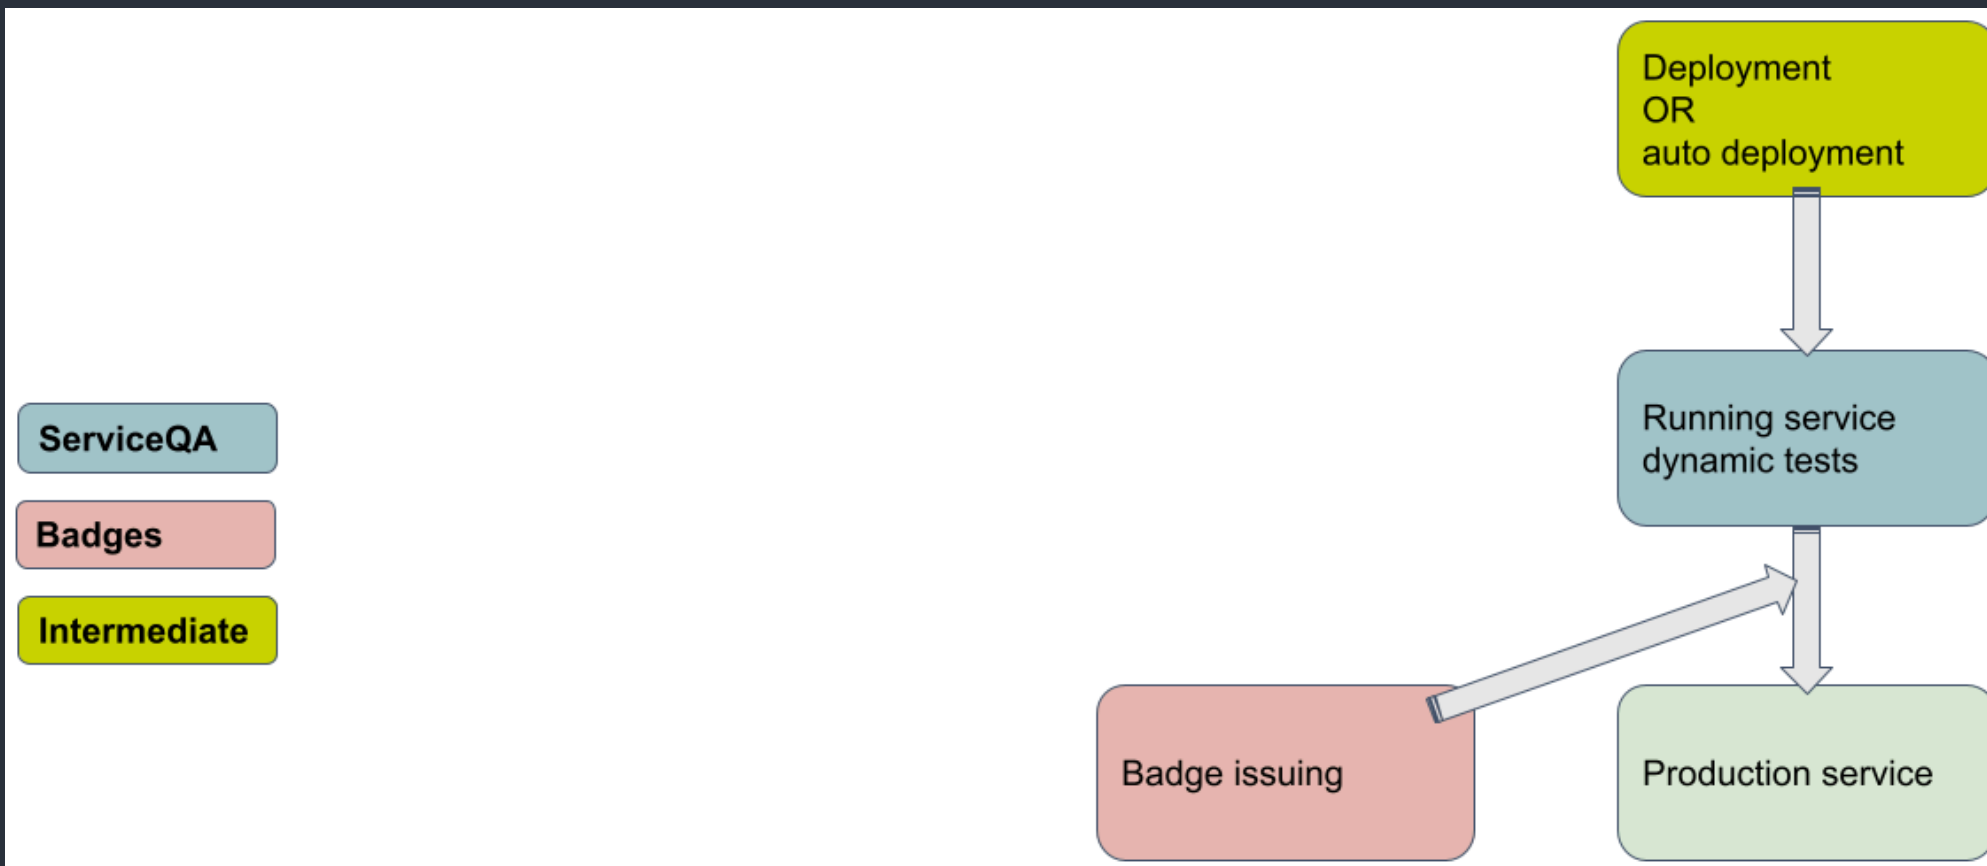 Deployment
OR
auto deployment
Running service
dynamic tests
ServiceQA
Badges
Intermediate
Badge issuing
Production service